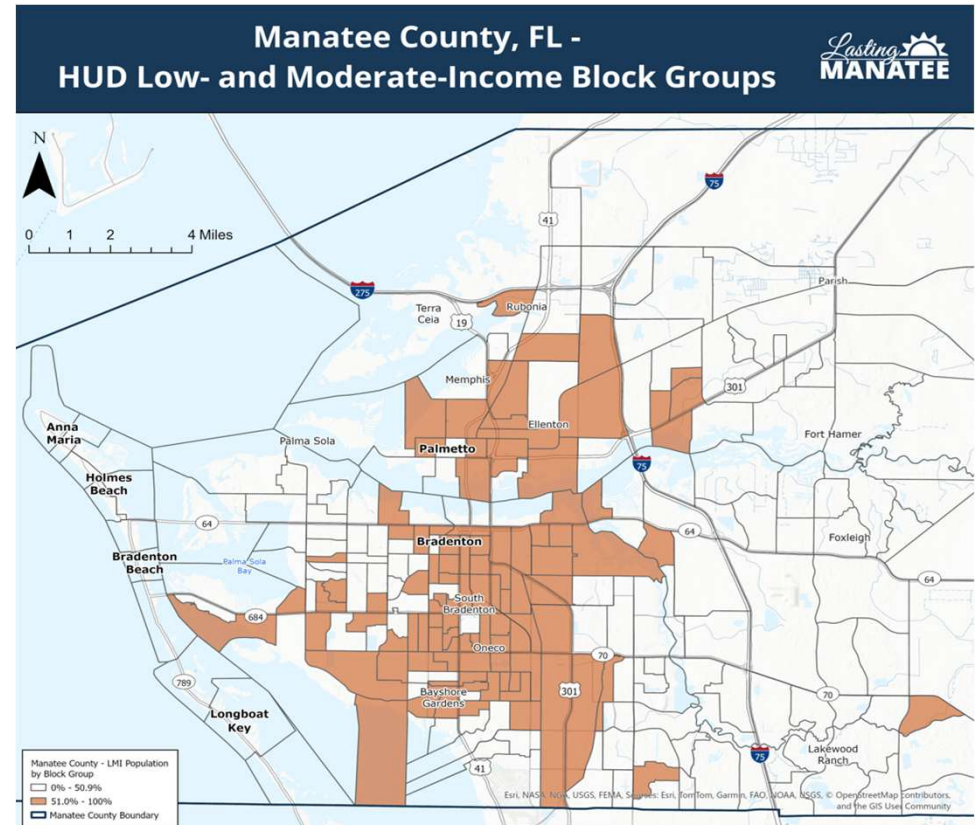 Manatee County, FL -
HUD Low- and Moderate-Income Block Groups
Lasting
MANATEE
N
0 1 2 4 Miles
75
41
275
Parish
Terra
Ceia
19
Rubonia
Memphis
301
Anna
Maria
Palma Sola
Ellenton
Palmetto
Fort Hamer
Holmes
Beach
75
64
64
Bradenton
Foxleigh
Bradenton
Beach
Palma Sola
Bay
64
South
Bradenton
684
Oneco
70
789
Bayshore
Gardens
301
70
Longboat
Key
Lakewood
Ranch
75
41
Manatee County - LMI Population
by Block Group
0% - 50.9%
51.0% - 100%
Manatee County Boundary
Esri, NASA, NGA, USGS, FEMA, Sources: Esri, TomTom, Garmin, FAO, NOAA, USGS, © OpenStreetMap contributors,
and the GIS User Community